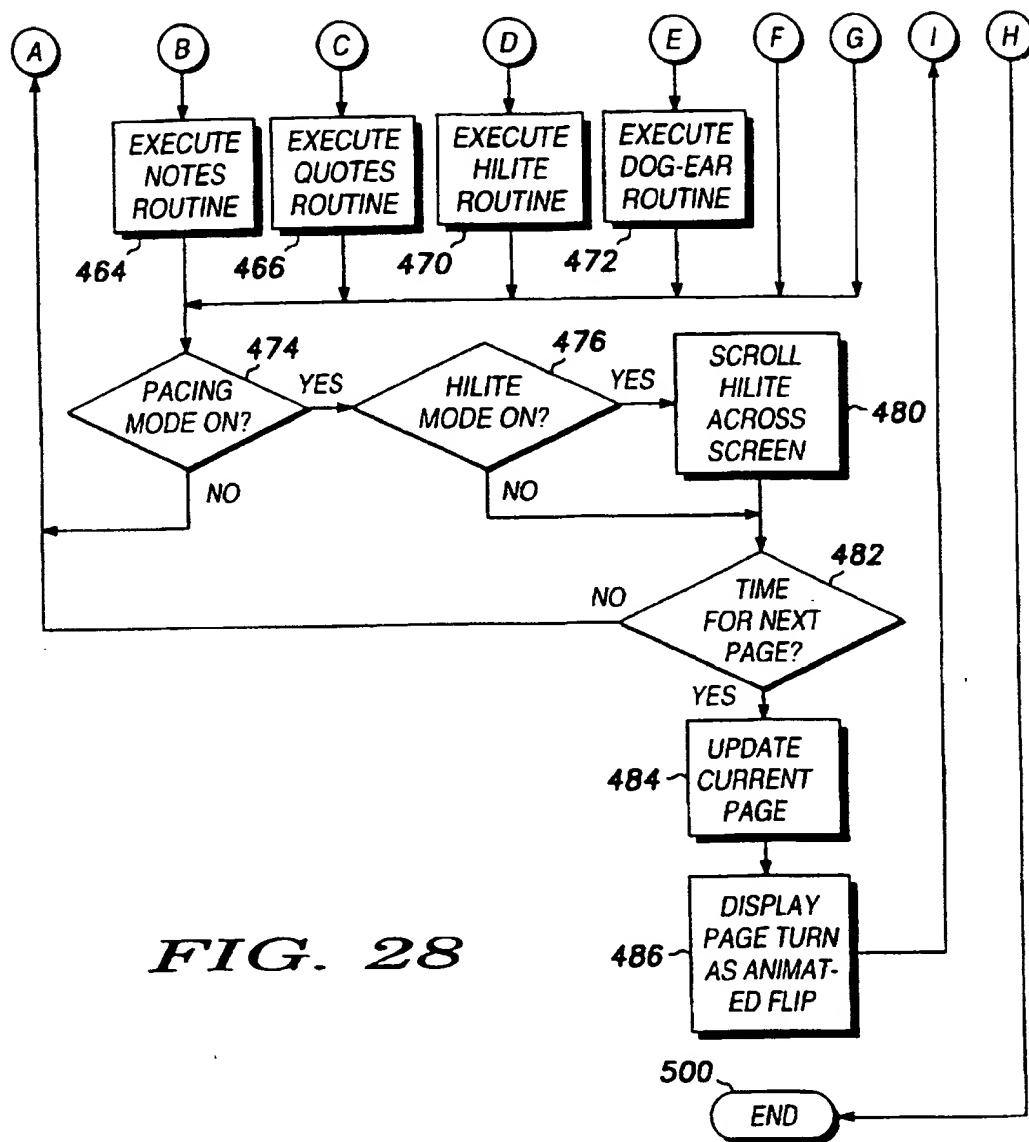 A B C D E F G I H
EXECUTE
NOTES
ROUTINE
464
EXECUTE
QUOTES
ROUTINE
466
EXECUTE
HILITE
ROUTINE
470
EXECUTE
DOG-EAR
ROUTINE
472
474
PACING
MODE ON?
YES
NO
476
HILITE
MODE ON?
YES
NO
SCROLL
HILITE
ACROSS
SCREEN
480
482
TIME
FOR NEXT
PAGE?
NO
YES
484
UPDATE
CURRENT
PAGE
486
DISPLAY
PAGE TURN
AS ANIMAT-
ED FLIP
FIG. 28
500
END